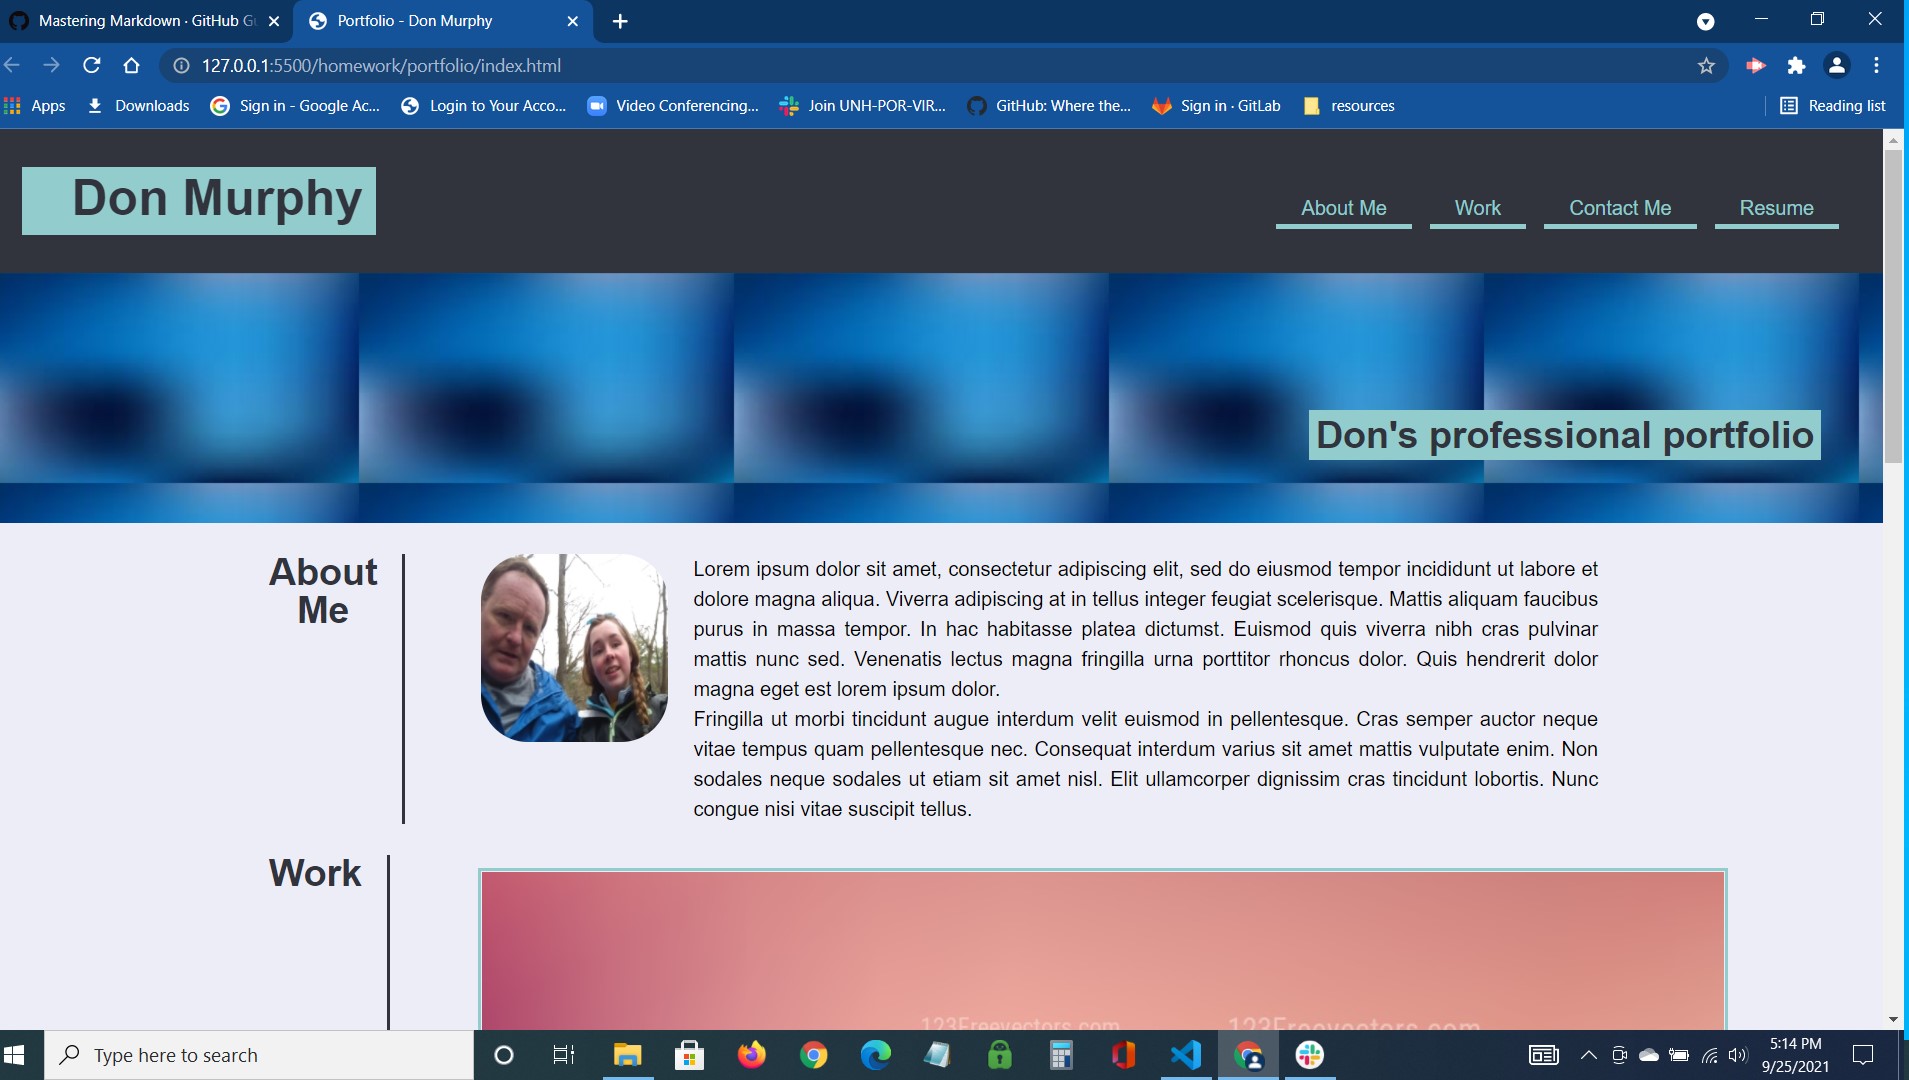 Mastering Markdown · GitHub Gu
Portfolio - Don Murphy
127.0.0.1:5500/homework/portfolio/index.html
Apps
Downloads
Sign in - Google Ac...
Login to Your Acco...
Video Conferencing...
Join UNH-POR-VIR...
GitHub: Where the...
Sign in · GitLab
resources
Reading list
Don Murphy
About Me
Work
Contact Me
Resume
Don's professional portfolio
About
Me
Lorem ipsum dolor sit amet, consectetur adipiscing elit, sed do eiusmod tempor incididunt ut labore et
dolore magna aliqua. Viverra adipiscing at in tellus integer feugiat scelerisque. Mattis aliquam faucibus
purus in massa tempor. In hac habitasse platea dictumst. Euismod quis viverra nibh cras pulvinar
mattis nunc sed. Venenatis lectus magna fringilla urna porttitor rhoncus dolor. Quis hendrerit dolor
magna eget est lorem ipsum dolor.
Fringilla ut morbi tincidunt augue interdum velit euismod in pellentesque. Cras semper auctor neque
vitae tempus quam pellentesque nec. Consequat interdum varius sit amet mattis vulputate enim. Non
sodales neque sodales ut etiam sit amet nisl. Elit ullamcorper dignissim cras tincidunt lobortis. Nunc
congue nisi vitae suscipit tellus.
Work
123Freevectors.com
123Freevectors.com
Type here to search
5:14 PM
9/25/2021